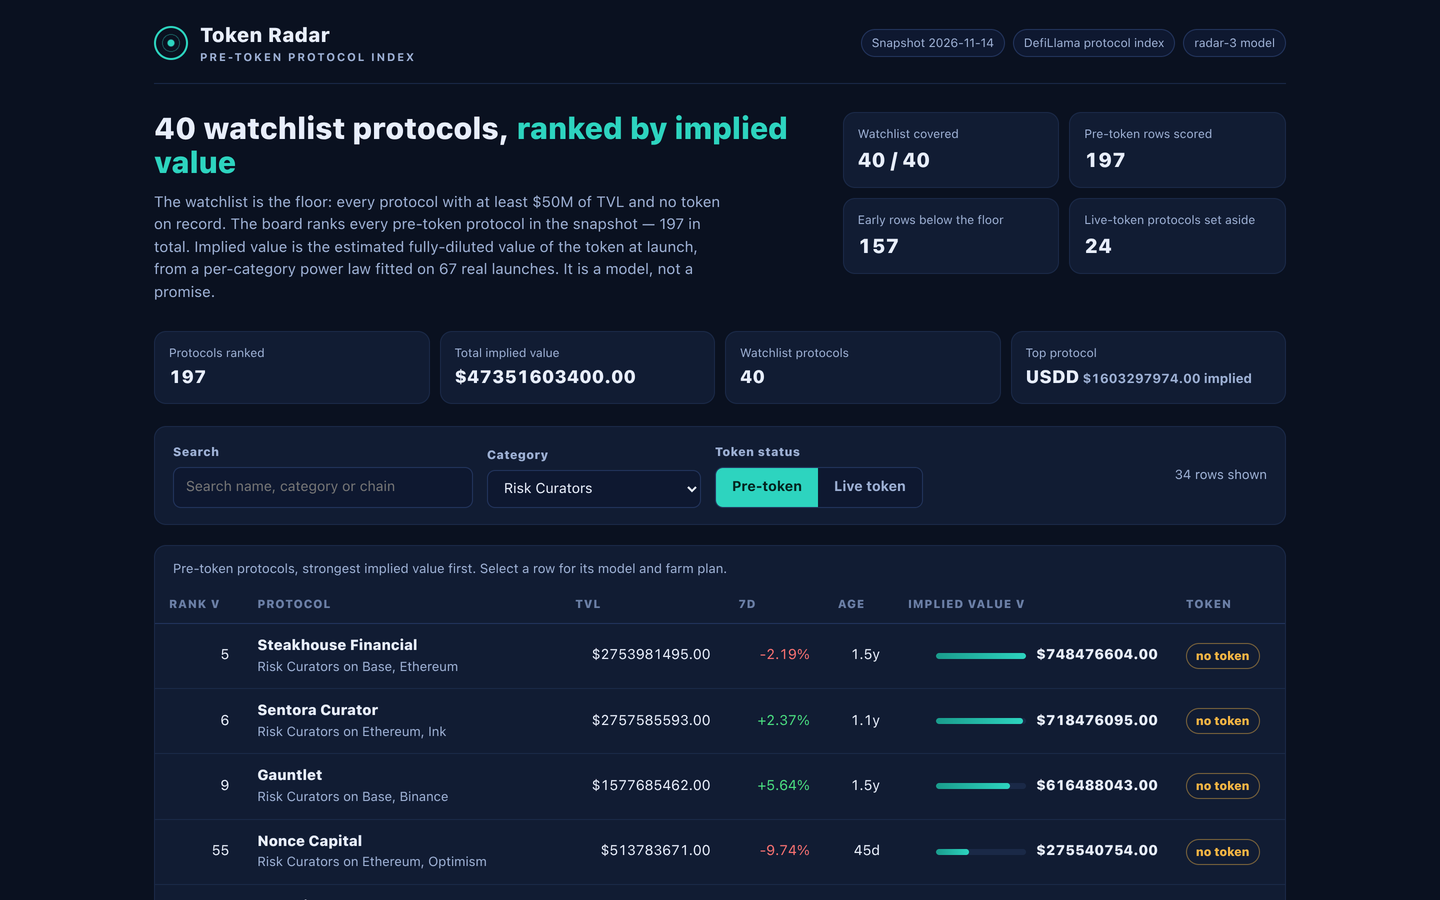 Token Radar
PRE-TOKEN PROTOCOL INDEX
Snapshot 2026-11-14
DefiLlama protocol index
radar-3 model
40 watchlist protocols, ranked by implied
value
The watchlist is the floor: every protocol with at least $50M of TVL and no token
on record. The board ranks every pre-token protocol in the snapshot — 197 in
total. Implied value is the estimated fully-diluted value of the token at launch,
from a per-category power law fitted on 67 real launches. It is a model, not a
promise.
Watchlist covered
40 / 40
Pre-token rows scored
197
Early rows below the floor
157
Live-token protocols set aside
24
Protocols ranked
197
Total implied value
$47351603400.00
Watchlist protocols
40
Top protocol
USDD $1603297974.00 implied
Search
Search name, category or chain
Category
Risk Curators
Token status
Pre-token
Live token
34 rows shown
Pre-token protocols, strongest implied value first. Select a row for its model and farm plan.
RANK V PROTOCOL TVL 7D AGE IMPLIED VALUE V TOKEN
5 Steakhouse Financial $2753981495.00 -2.19% 1.5y $748476604.00 no token
Risk Curators on Base, Ethereum
6 Sentora Curator $2757585593.00 +2.37% 1.1y $718476095.00 no token
Risk Curators on Ethereum, Ink
9 Gauntlet $1577685462.00 +5.64% 1.5y $616488043.00 no token
Risk Curators on Base, Binance
55 Nonce Capital $513783671.00 -9.74% 45d $275540754.00 no token
Risk Curators on Ethereum, Optimism